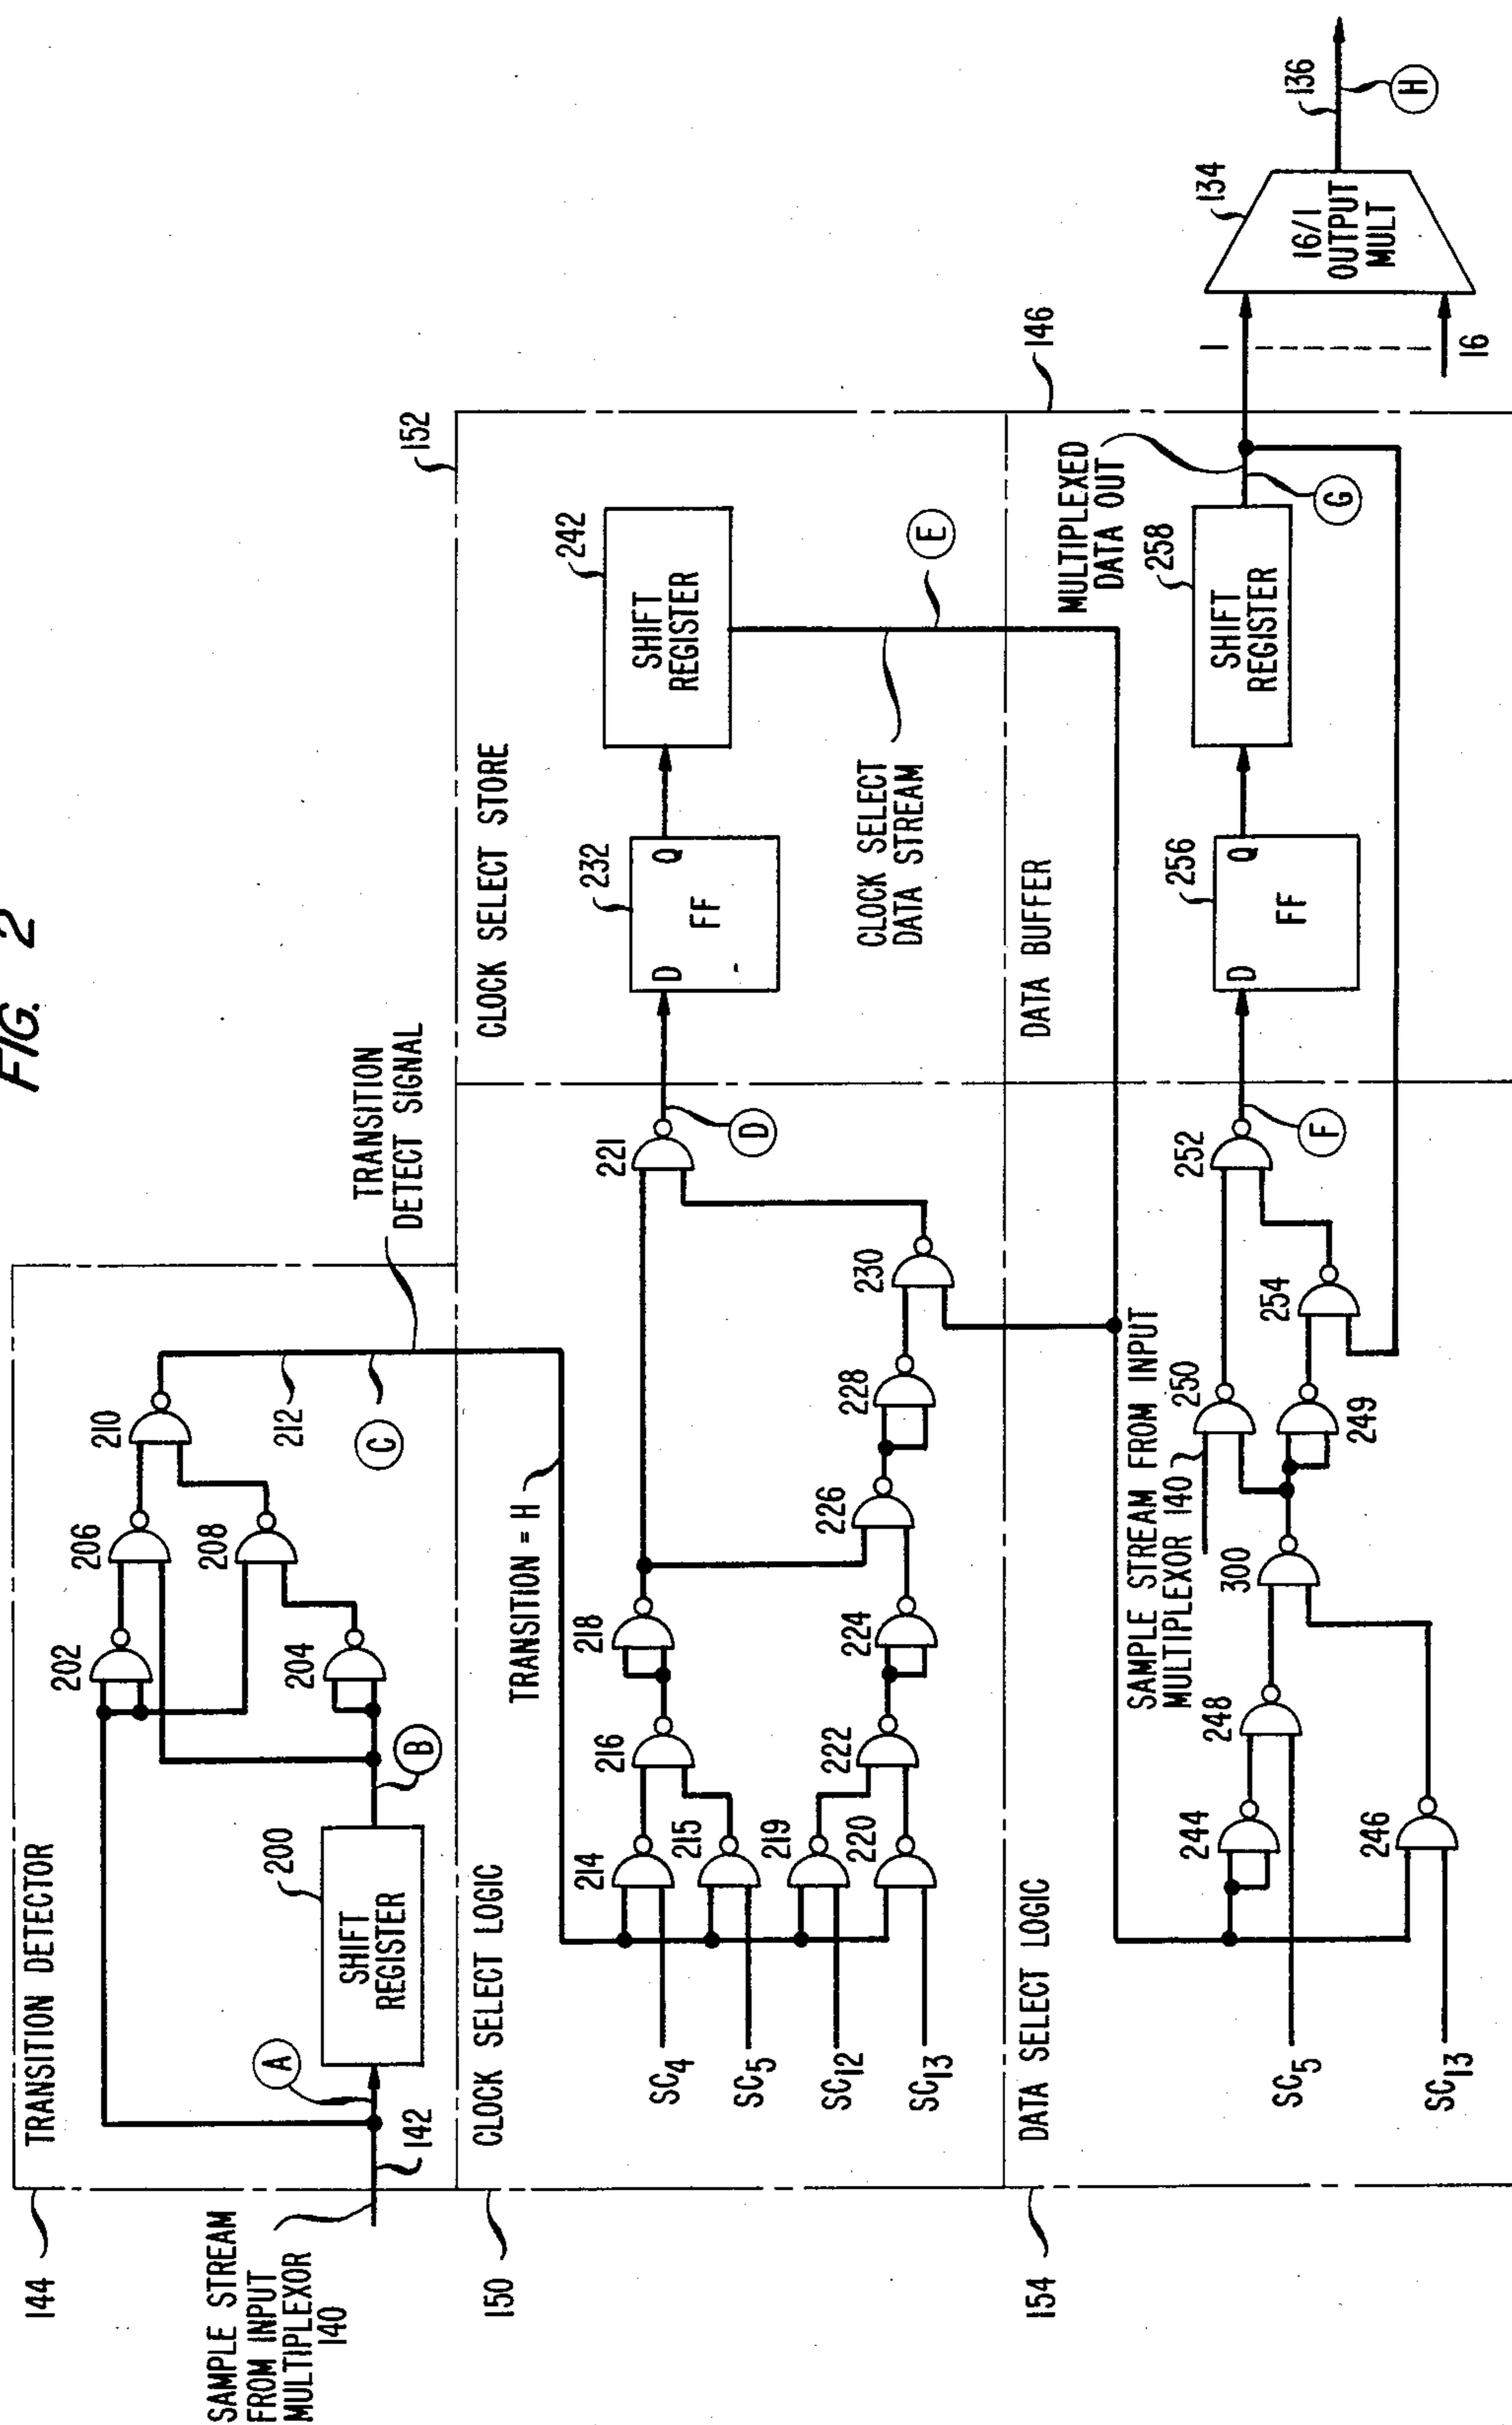 FIG. 2
144
TRANSITION DETECTOR
SAMPLE STREAM
FROM INPUT
MULTIPLEXOR
140
142
A
200
SHIFT
REGISTER
B
202
204
206
208
210
212
C
TRANSITION
DETECT SIGNAL
150
CLOCK SELECT LOGIC
TRANSITION = H
SC4
SC5
SC12
SC13
214
215
219
220
216
222
218
224
226
228
230
221
D
152
CLOCK SELECT STORE
232
D
Q
FF
242
SHIFT
REGISTER
CLOCK SELECT
DATA STREAM
E
154
DATA SELECT LOGIC
SC5
SC13
244
246
248
300
SAMPLE STREAM FROM INPUT
MULTIPLEXOR 140
250
249
254
252
F
146
DATA BUFFER
256
D
Q
FF
258
SHIFT
REGISTER
MULTIPLEXED
DATA OUT
G
1
16
134
16/1
OUTPUT
MULT
136
H